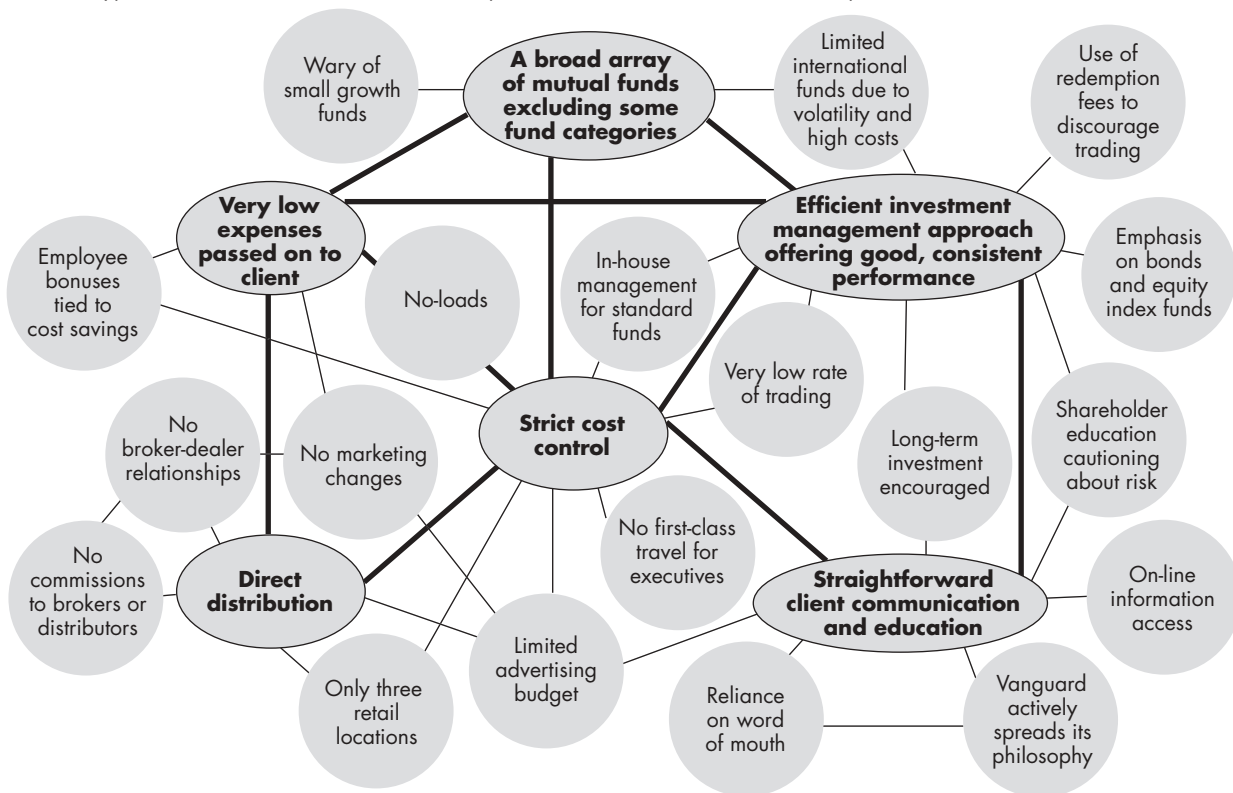 Wary of
small growth
funds
A broad array
of mutual funds
excluding some
fund categories
Limited
international
funds due to
volatility and
high costs
Use of
redemption
fees to
discourage
trading
Very low
expenses
passed on to
client
Efficient investment
management approach
offering good, consistent
performance
Employee
bonuses
tied to
cost savings
No-loads
In-house
management
for standard
funds
Emphasis
on bonds
and equity
index funds
Very low rate
of trading
Strict cost
control
No
broker-dealer
relationships
No marketing
changes
Long-term
investment
encouraged
Shareholder
education
cautioning
about risk
No
commissions
to brokers or
distributors
Direct
distribution
No first-class
travel for
executives
Straightforward
client communication
and education
On-line
information
access
Only three
retail
locations
Limited
advertising
budget
Reliance
on word
of mouth
Vanguard
actively
spreads its
philosophy